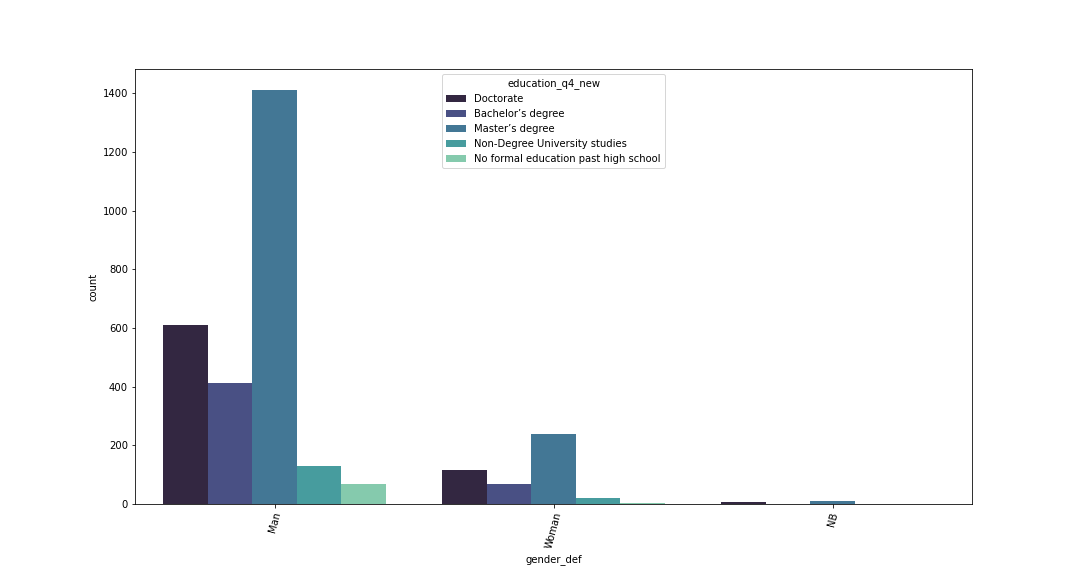 education_q4_new
Doctorate
Bachelor’s degree
Master’s degree
Non-Degree University studies
No formal education past high school
1400
1200
1000
800
600
400
200
0
count
Man
Woman
NB
gender_def